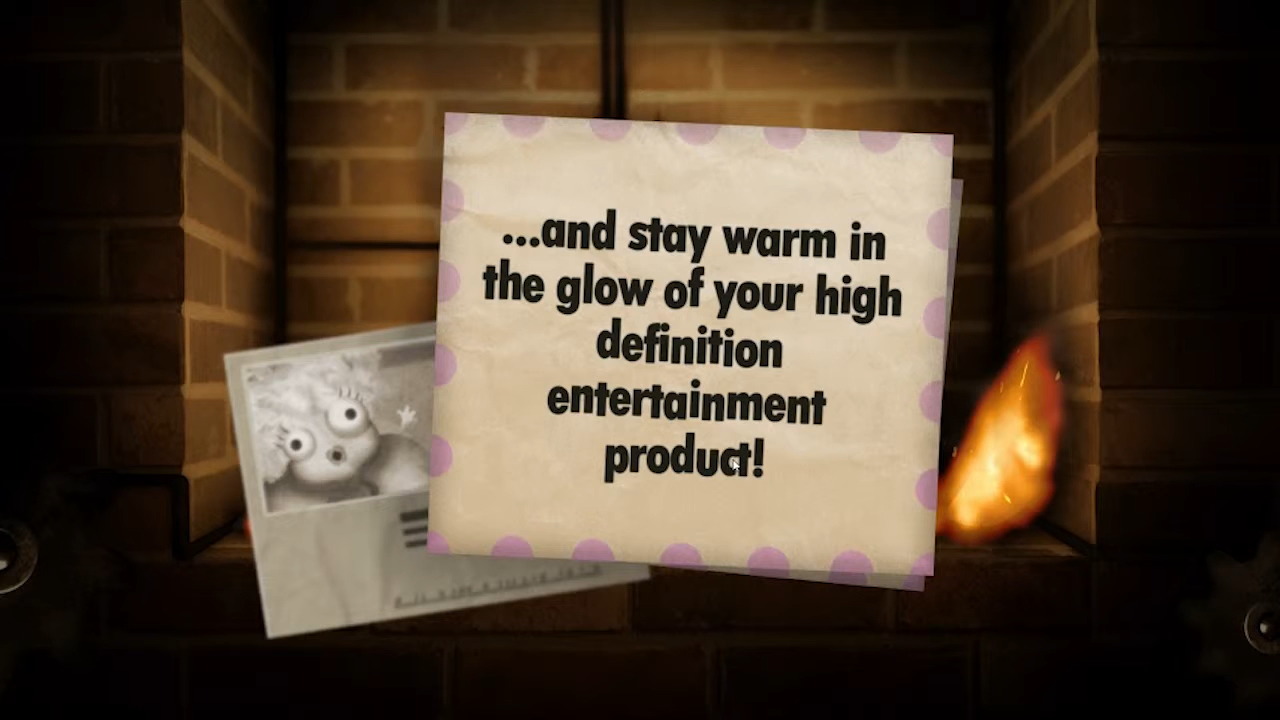 ...and stay warm in
the glow of your high
definition
entertainment
product!